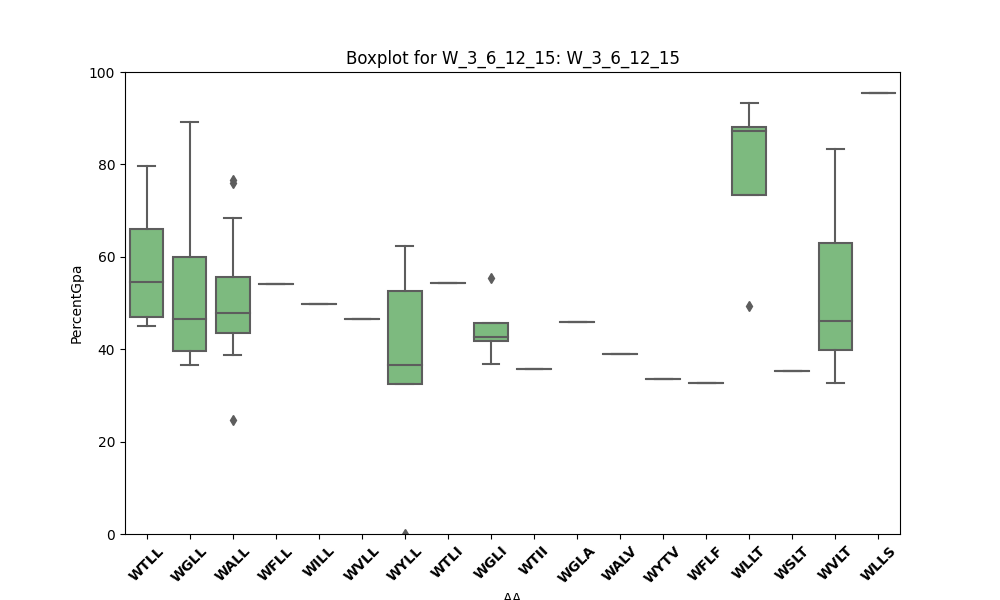 Boxplot for W_3_6_12_15: W_3_6_12_15
100
80
60
40
20
0
PercentGpa
WTLL WGLL WALL WFLL WILL WVLL WYLL WTLI WGLI WTII WGLA WALV WYTV WFLF WLLT WSLT WVLT WLLS
AA